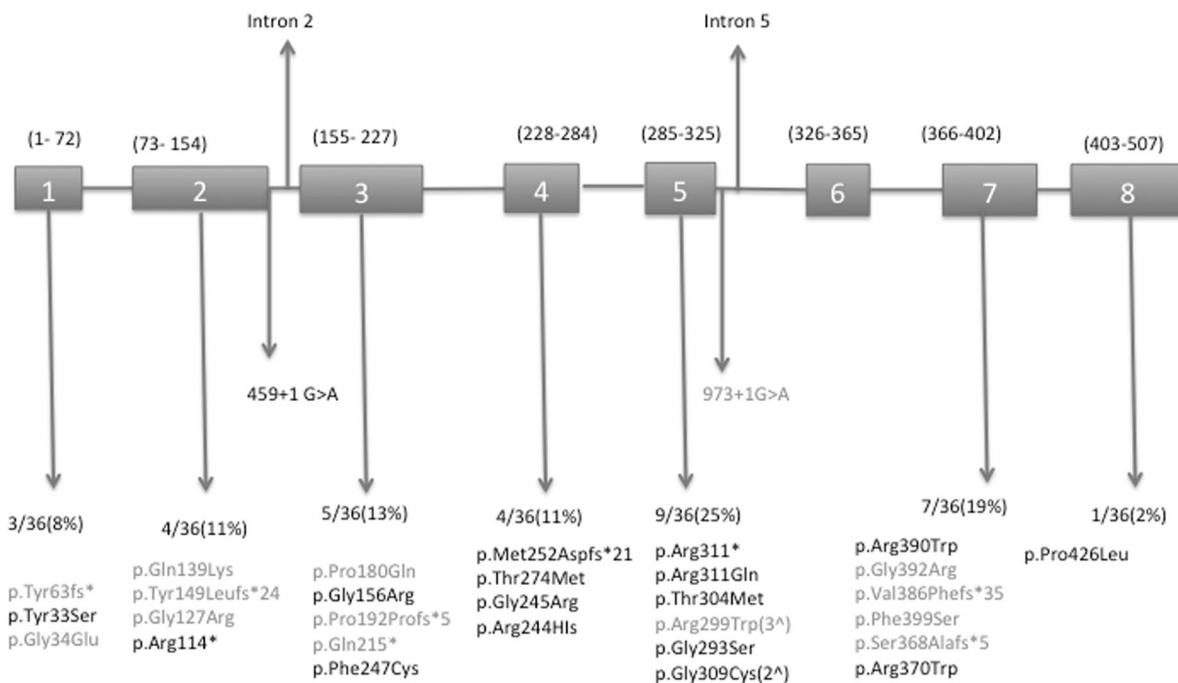 Intron 2
Intron 5
(1- 72)
(73- 154)
(155- 227)
(228-284)
(285-325)
(326-365)
(366-402)
(403-507)
1
2
3
4
5
6
7
8
459+1 G>A
973+1G>A
3/36(8%)
p.Tyr63fs*
p.Tyr33Ser
p.Gly34Glu
4/36(11%)
p.Gln139Lys
p.Tyr149Leufs*24
p.Gly127Arg
p.Arg114*
5/36(13%)
p.Pro180Gln
p.Gly156Arg
p.Pro192Profs*5
p.Gln215*
p.Phe247Cys
4/36(11%)
p.Met252Aspfs*21
p.Thr274Met
p.Gly245Arg
p.Arg244HIs
9/36(25%)
p.Arg311*
p.Arg311Gln
p.Thr304Met
p.Arg299Trp(3^)
p.Gly293Ser
p.Gly309Cys(2^)
7/36(19%)
p.Arg390Trp
p.Gly392Arg
p.Val386Phefs*35
p.Phe399Ser
p.Ser368Alafs*5
p.Arg370Trp
1/36(2%)
p.Pro426Leu